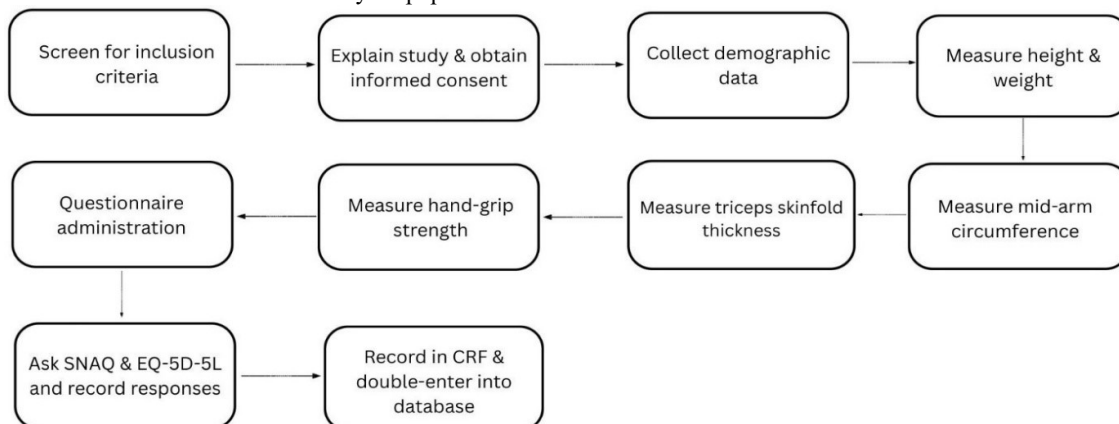 Screen for inclusion
criteria
Explain study & obtain
informed consent
Collect demographic
data
Measure height &
weight
Measure mid-arm
circumference
Measure triceps skinfold
thickness
Measure hand-grip
strength
Questionnaire
administration
Ask SNAQ & EQ-5D-5L
and record responses
Record in CRF &
double-enter into
database